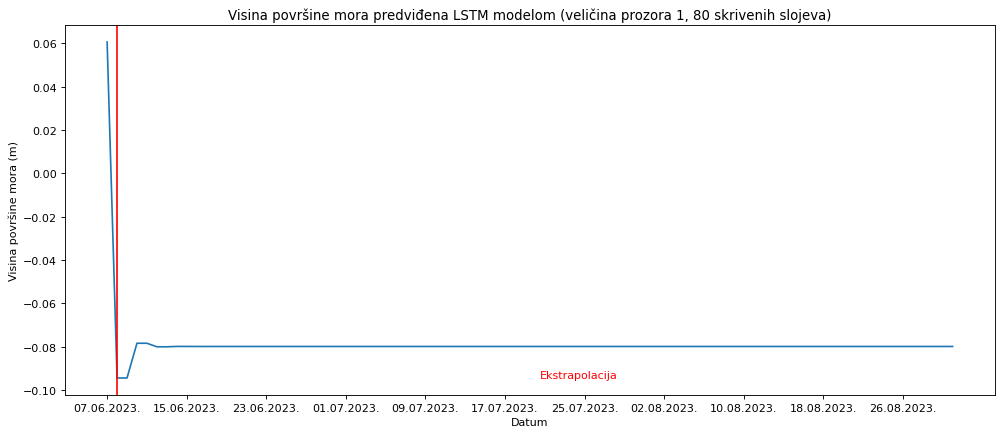 Visina površine mora predviđena LSTM modelom (veličina prozora 1, 80 skrivenih slojeva)
Visina površine mora (m)
0.06
0.04
0.02
0.00
−0.02
−0.04
−0.06
−0.08
−0.10
Ekstrapolacija
07.06.2023. 15.06.2023. 23.06.2023. 01.07.2023. 09.07.2023. 17.07.2023. 25.07.2023. 02.08.2023. 10.08.2023. 18.08.2023. 26.08.2023.
Datum